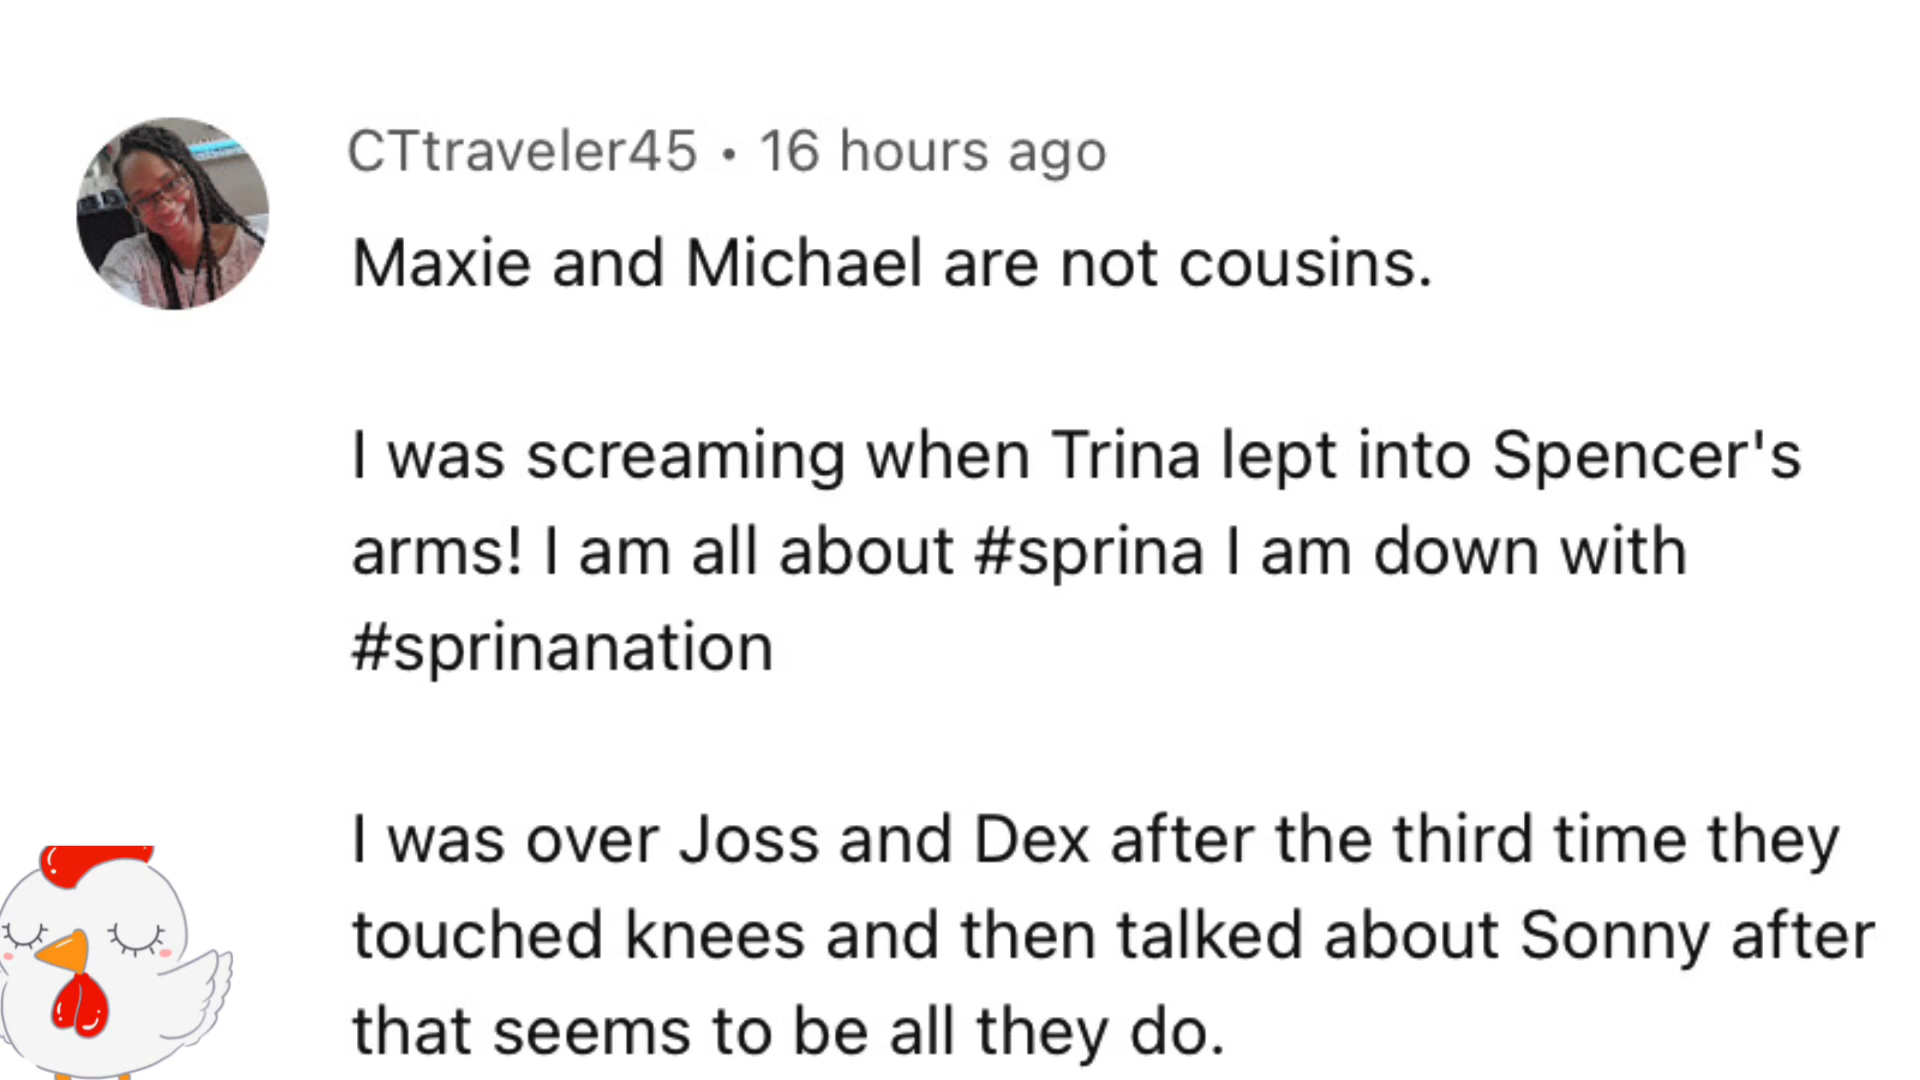 CTtraveler45 • 16 hours ago
Maxie and Michael are not cousins.
I was screaming when Trina lept into Spencer's
arms! I am all about #sprina I am down with
#sprinanation
I was over Joss and Dex after the third time they
touched knees and then talked about Sonny after
that seems to be all they do.